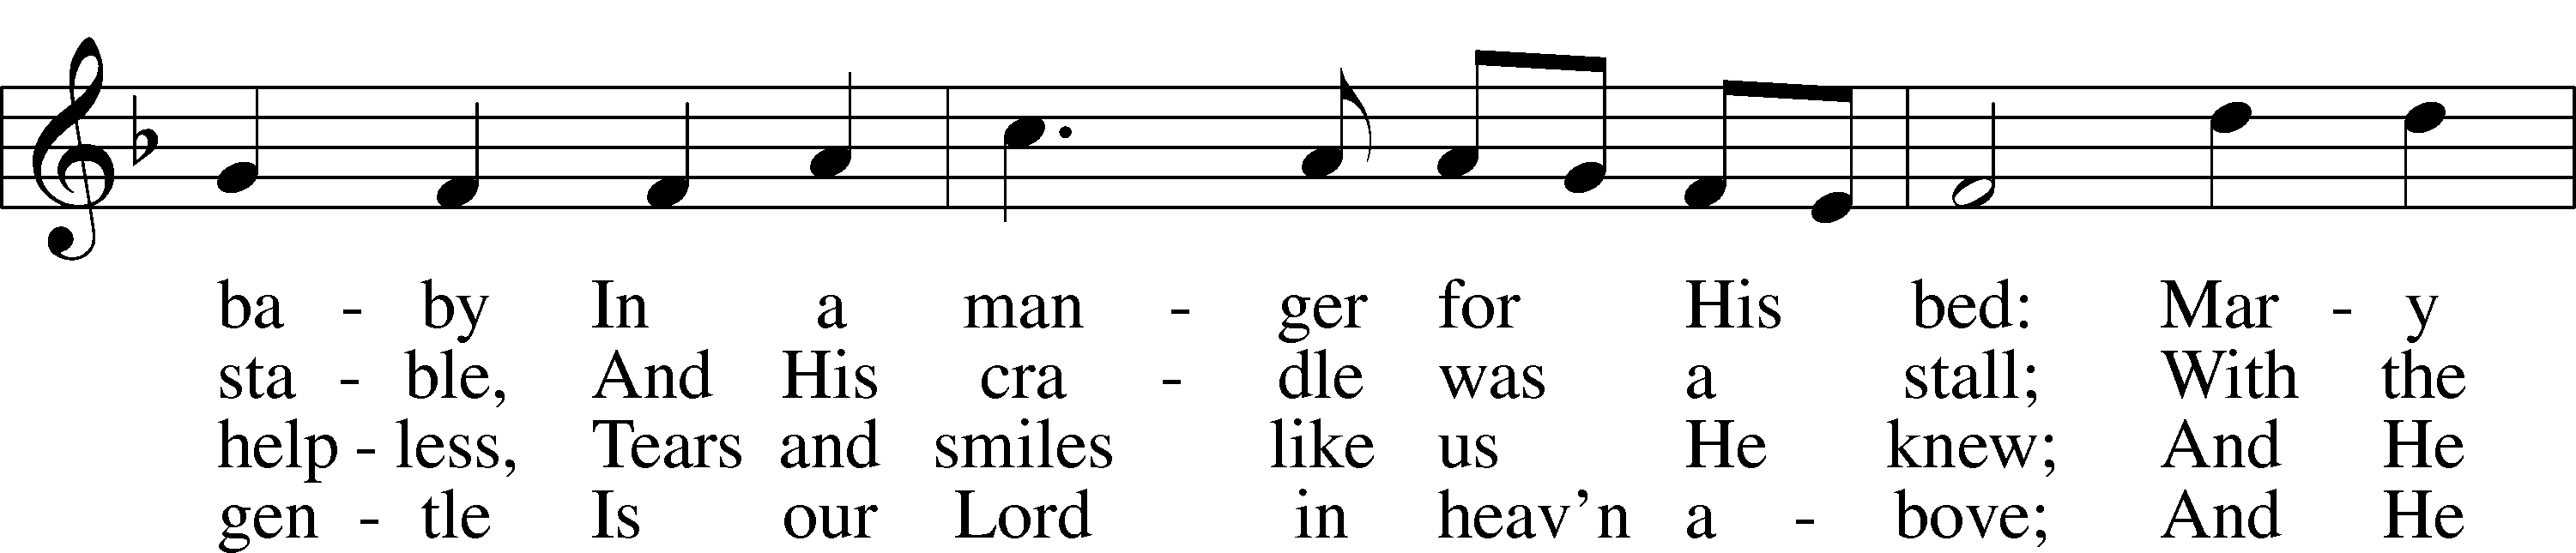 ba - by In a man - ger for His bed: Mar - y
sta - ble, And His cra - dle was a stall; With the
help - less, Tears and smiles like us He knew; And He
gen - tle Is our Lord in heav'n a - bove; And He